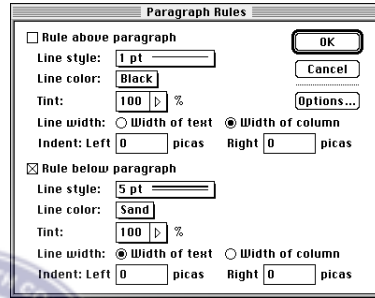 Paragraph Rules
Rule above paragraph
Line style: 1 pt
Line color: Black
Tint: 100 %
Line width: Width of text Width of column
Indent: Left 0 picas Right 0 picas
Rule below paragraph
Line style: 5 pt
Line color: Sand
Tint: 100 %
Line width: Width of text Width of column
Indent: Left 0 picas Right 0 picas
OK
Cancel
Options...